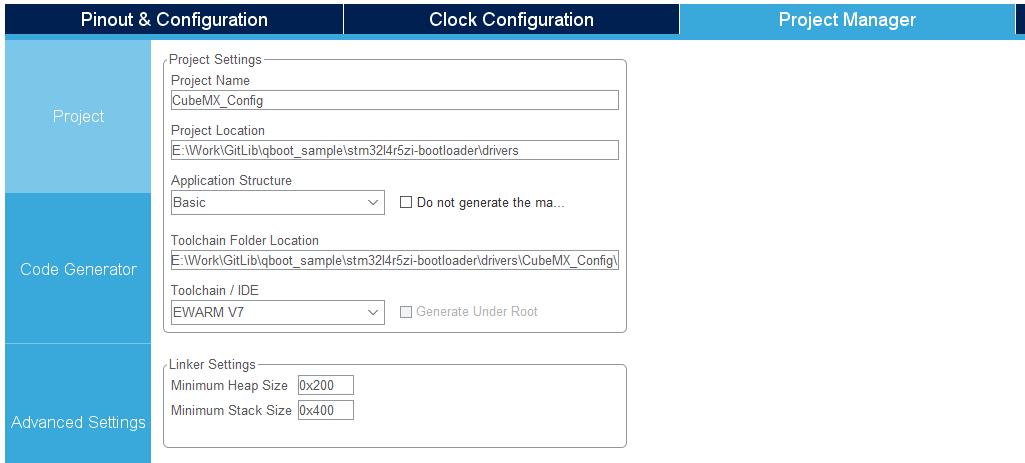 Pinout & Configuration
Clock Configuration
Project Manager
Project
Code Generator
Advanced Settings
Project Settings
Project Name
CubeMX_Config
Project Location
E:\Work\GitLib\qboot_sample\stm32l4r5zi-bootloader\drivers
Application Structure
Basic
Do not generate the ma...
Toolchain Folder Location
E:\Work\GitLib\qboot_sample\stm32l4r5zi-bootloader\drivers\CubeMX_Config\
Toolchain / IDE
EWARM V7
Generate Under Root
Linker Settings
Minimum Heap Size 0x200
Minimum Stack Size 0x400